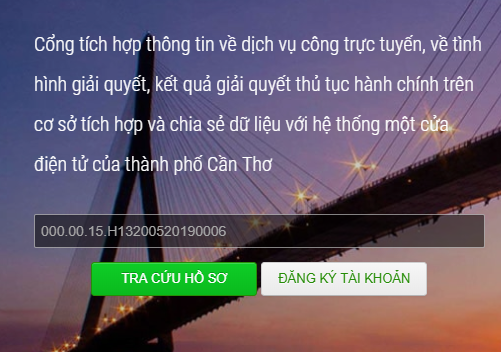 Cổng tích hợp thông tin về dịch vụ công trực tuyến, về tình
hình giải quyết, kết quả giải quyết thủ tục hành chính trên
cơ sở tích hợp và chia sẻ dữ liệu với hệ thống một cửa
điện tử của thành phố Cần Thơ
000.00.15.H13200520190006
TRA CỨU HỒ SƠ
ĐĂNG KÝ TÀI KHOẢN